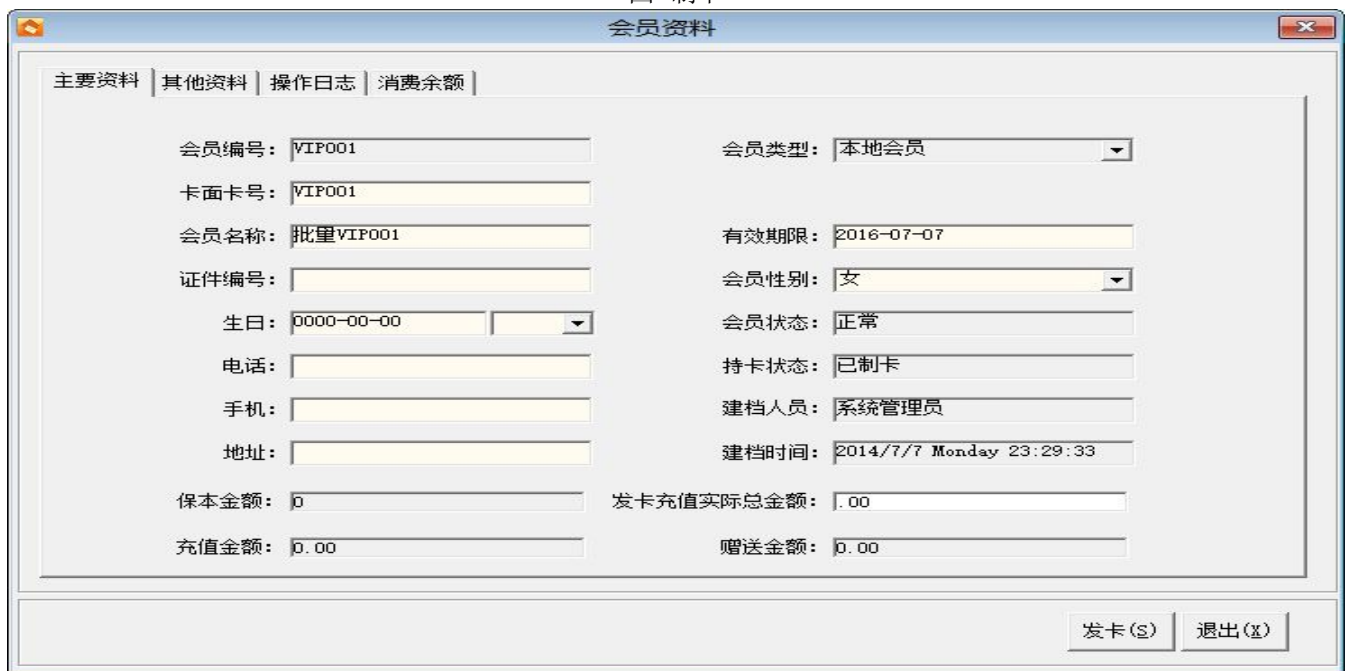 会员资料
主要资料 其他资料 操作日志 消费余额
会员编号: VIP001 会员类型: 本地会员
卡面卡号: VIP001
会员名称: 批里VIP001 有效期限: 2016-07-07
证件编号: 会员性别: 女
生日: 0000-00-00 会员状态: 正常
电话: 持卡状态: 已制卡
手机: 建档人员: 系统管理员
地址: 建档时间: 2014/7/7 Monday 23:29:33
保本金额: 0 发卡充值实际总金额: .00
充值金额: 0.00 赠送金额: 0.00
发卡(S) 退出(X)